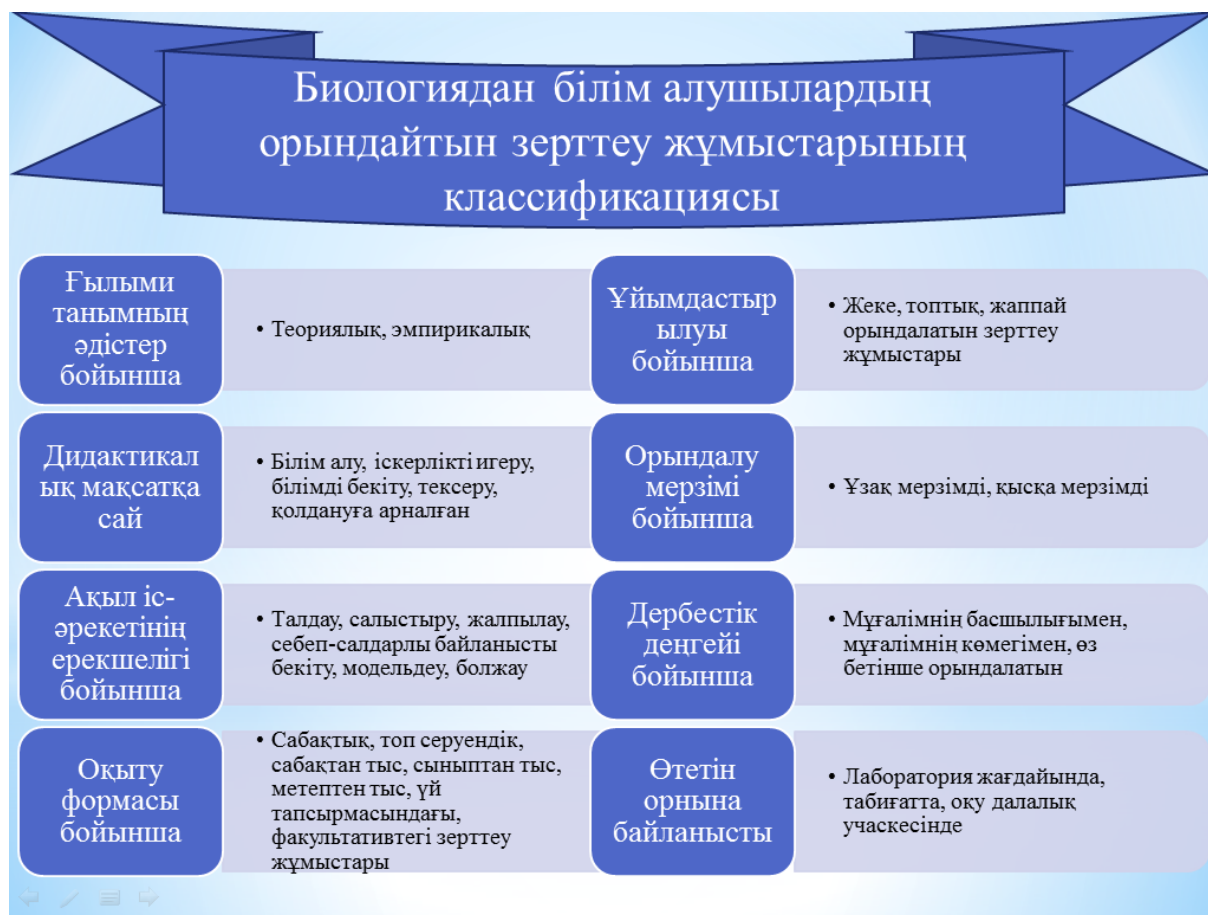 Биологиядан білім алушылардың
орындайтын зерттеу жұмыстарының
классификациясы
Ғылыми
танымның
әдістер
бойынша
• Теориялық, эмпирикалық
Ұйымдастыр
ылуы
бойынша
• Жеке, топтық, жаппай
орындалатын зерттеу
жұмыстары
Дидактикал
ық мақсатқа
сай
• Білім алу, іскерлікті игеру,
білімді бекіту, тексеру,
қолдануға арналған
Орындалу
мерзімі
бойынша
• Ұзақ мерзімді, қысқа мерзімді
Ақыл іс-
әрекетінің
ерекшелігі
бойынша
• Талдау, салыстыру, жалпылау,
себеп-салдарлы байланысты
бекіту, модельдеу, болжау
Дербестік
деңгейі
бойынша
• Мұғалімнің басшылығымен,
мұғалімнің көмегімен, өз
бетінше орындалатын
Оқыту
формасы
бойынша
• Сабақтық, топ серуендік,
сабақтан тыс, сыныптан тыс,
метептен тыс, үй
тапсырмасындағы,
факультативтегі зерттеу
жұмыстары
Өтетін
орнына
байланысты
• Лаборатория жағдайында,
табиғатта, оқу далалық
учаскесінде